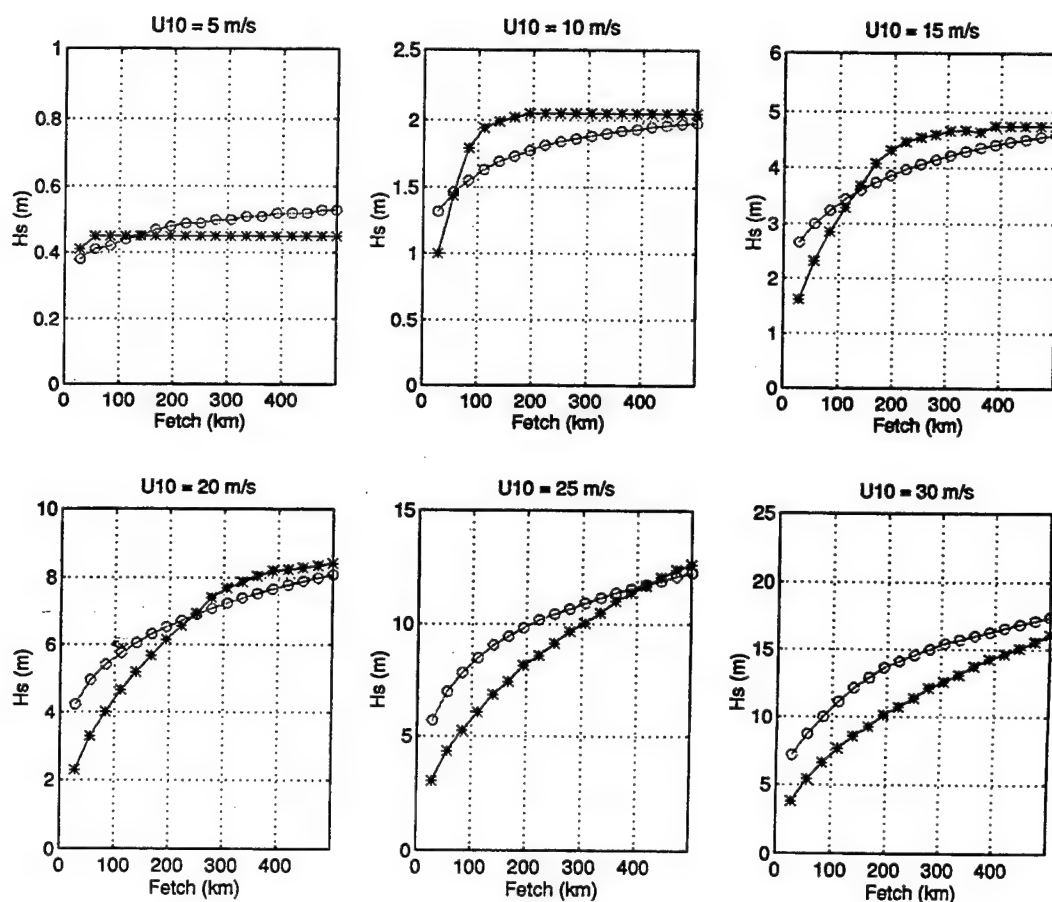 U10 = 5 m/s
1
0.8
0.6
0.4
0.2
0
Hs (m)
0 100 200 300 400
Fetch (km)
U10 = 10 m/s
2.5
2
1.5
1
0.5
0
Hs (m)
0 100 200 300 400
Fetch (km)
U10 = 15 m/s
6
5
4
3
2
1
0
Hs (m)
0 100 200 300 400
Fetch (km)
U10 = 20 m/s
10
8
6
4
2
0
Hs (m)
0 100 200 300 400
Fetch (km)
U10 = 25 m/s
15
10
5
0
Hs (m)
0 100 200 300 400
Fetch (km)
U10 = 30 m/s
25
20
15
10
5
0
Hs (m)
0 100 200 300 400
Fetch (km)